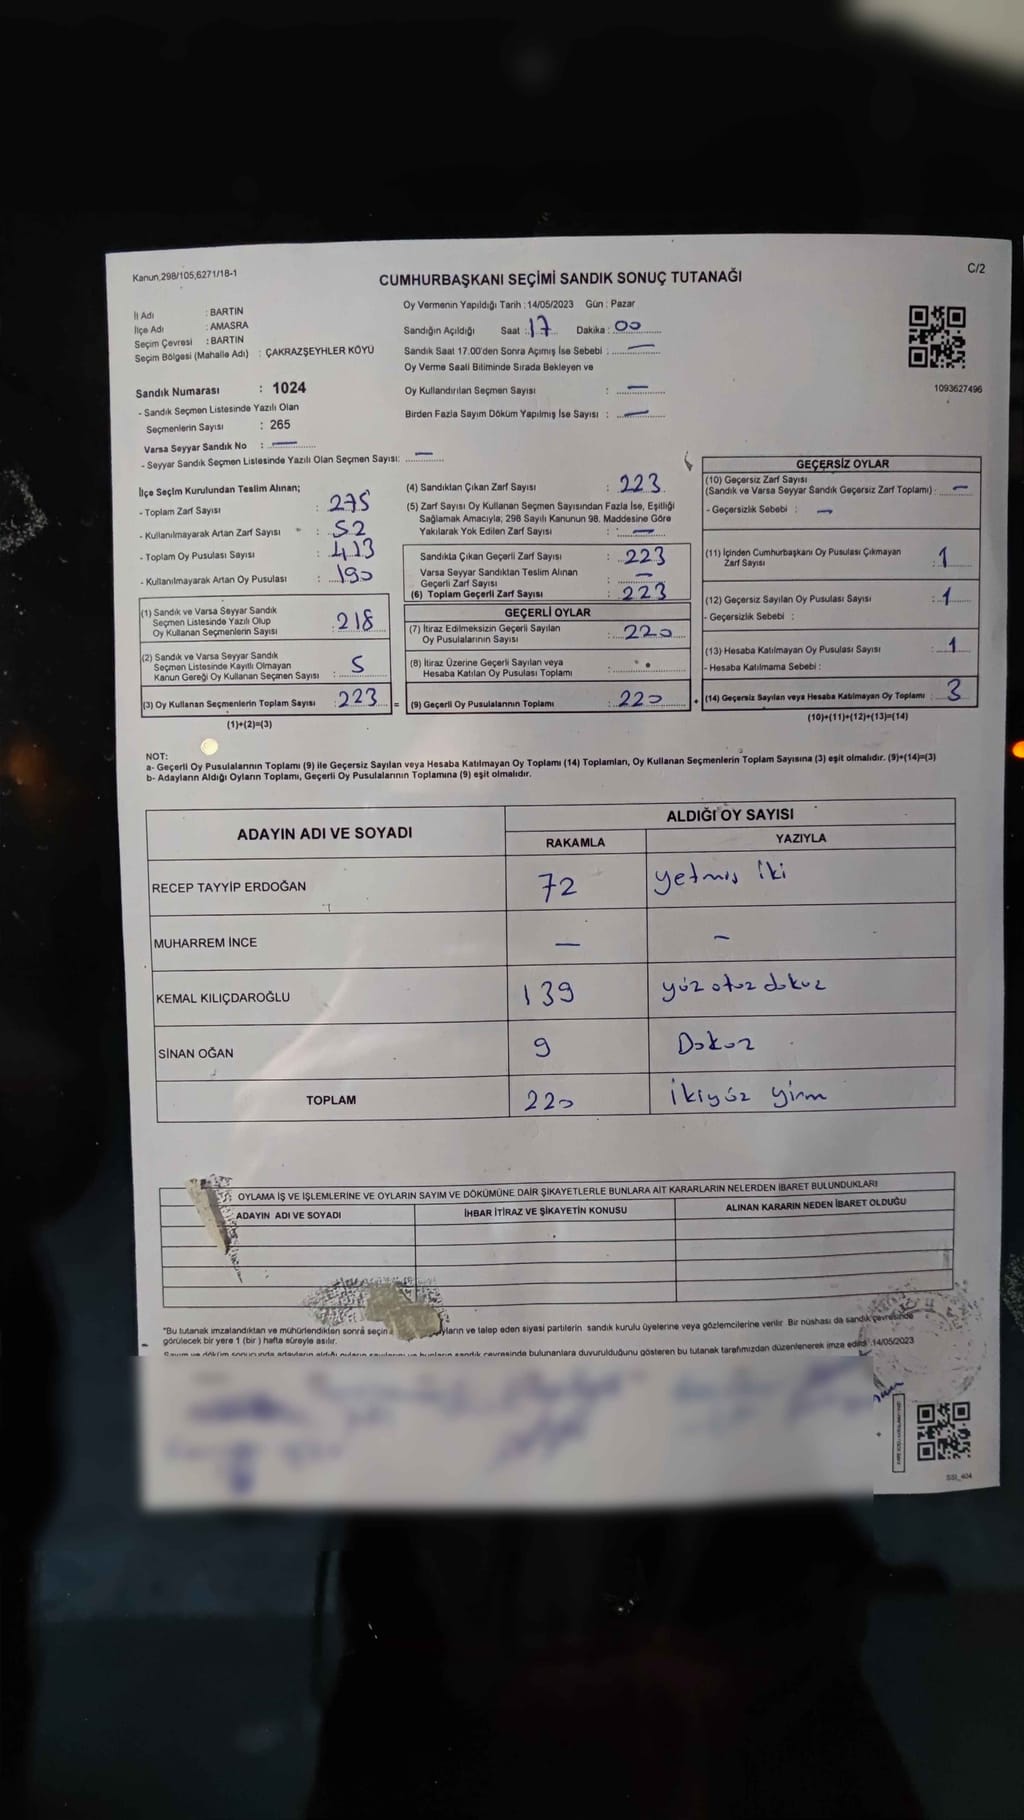 Kanun,298/105,6271/18-1
CUMHURBAŞKANI SEÇİMİ SANDIK SONUÇ TUTANAĞI
C/2
İl Adı : BARTIN
İlçe Adı : AMASRA
Seçim Çevresi : BARTIN
Seçim Bölgesi (Mahalle Adı) : ÇAKRAZŞEYHLER KÖYÜ
Sandık Numarası : 1024
- Sandık Seçmen Listesinde Yazılı Olan
Seçmenlerin Sayısı : 265
Varsa Seyyar Sandık No : —
- Seyyar Sandık Seçmen Listesinde Yazılı Olan Seçmen Sayısı: —
Oy Vermenin Yapıldığı Tarih : 14/05/2023 Gün : Pazar
Sandığın Açıldığı Saat : 17 Dakika : 00
Sandık Saat 17.00'den Sonra Açımış İse Sebebi : —
Oy Verme Saati Bitiminde Sırada Bekleyen ve
Oy Kullandırılan Seçmen Sayısı : —
Birden Fazla Sayım Döküm Yapılmış İse Sayısı : —
1093627496
İlçe Seçim Kurulundan Teslim Alınan;
- Toplam Zarf Sayısı : 275
- Kullanılmayarak Artan Zarf Sayısı : 52
- Toplam Oy Pusulası Sayısı : 413
- Kullanılmayarak Artan Oy Pusulası : 190
(1) Sandık ve Varsa Seyyar Sandık
Seçmen Listesinde Yazılı Olup
Oy Kullanan Seçmenlerin Sayısı : 218
(2) Sandık ve Varsa Seyyar Sandık
Seçmen Listesinde Kayıtlı Olmayan
Kanun Gereği Oy Kullanan Seçmen Sayısı : 5
(3) Oy Kullanan Seçmenlerin Toplam Sayısı : 223 =
(1)+(2)=(3)
(4) Sandıktan Çıkan Zarf Sayısı : 223
(5) Zarf Sayısı Oy Kullanan Seçmen Sayısından Fazla İse, Eşitliği
Sağlamak Amacıyla; 298 Sayılı Kanunun 98. Maddesine Göre
Yakılarak Yok Edilen Zarf Sayısı : —
Sandıkta Çıkan Geçerli Zarf Sayısı : 223
Varsa Seyyar Sandıktan Teslim Alınan
Geçerli Zarf Sayısı : —
(6) Toplam Geçerli Zarf Sayısı : 223
GEÇERLİ OYLAR
(7) İtiraz Edilmeksizin Geçerli Sayılan
Oy Pusulalarının Sayısı : 220
(8) İtiraz Üzerine Geçerli Sayılan veya
Hesaba Katılan Oy Pusulası Toplamı :
(9) Geçerli Oy Pusulalarının Toplamı : 220 +
GEÇERSİZ OYLAR
(10) Geçersiz Zarf Sayısı
(Sandık ve Varsa Seyyar Sandık Geçersiz Zarf Toplamı) : —
- Geçersizlik Sebebi : —
(11) İçinden Cumhurbaşkanı Oy Pusulası Çıkmayan
Zarf Sayısı : 1
(12) Geçersiz Sayılan Oy Pusulası Sayısı : 1
- Geçersizlik Sebebi :
(13) Hesaba Katılmayan Oy Pusulası Sayısı : 1
- Hesaba Katılmama Sebebi :
(14) Geçersiz Sayılan veya Hesaba Katılmayan Oy Toplamı : 3
(10)+(11)+(12)+(13)=(14)
NOT:
a- Geçerli Oy Pusulalarının Toplamı (9) ile Geçersiz Sayılan veya Hesaba Katılmayan Oy Toplamı (14) Toplamları, Oy Kullanan Seçmenlerin Toplam Sayısına (3) eşit olmalıdır. (9)+(14)=(3)
b- Adayların Aldığı Oyların Toplamı, Geçerli Oy Pusulalarının Toplamına (9) eşit olmalıdır.
ADAYIN ADI VE SOYADI
ALDIĞI OY SAYISI
RAKAMLA YAZIYLA
RECEP TAYYİP ERDOĞAN 72 yetmiş iki
MUHARREM İNCE — –
KEMAL KILIÇDAROĞLU 139 yüz otuz dokuz
SİNAN OĞAN 9 Dokuz
TOPLAM 220 İkiyüz yirm
OYLAMA İŞ VE İŞLEMLERİNE VE OYLARIN SAYIM VE DÖKÜMÜNE DAİR ŞİKAYETLERLE BUNLARA AİT KARARLARIN NELERDEN İBARET BULUNDUKLARI
ADAYIN ADI VE SOYADI İHBAR İTİRAZ VE ŞİKAYETİN KONUSU ALINAN KARARIN NEDEN İBARET OLDUĞU
*Bu tutanak imzalandıktan ve mühürlendikten sonra seçim yların ve talep eden siyasi partilerin sandık kurulu üyelerine veya gözlemcilerine verilir. Bir nüshası da sandık çevresinde
görülecek bir yere 1 (bir ) hafta süreyle asılır.
bulunanlara duyurulduğunu gösteren bu tutanak tarafımızdan düzenlenerek imza edildi. 14/05/2023
SSI_404